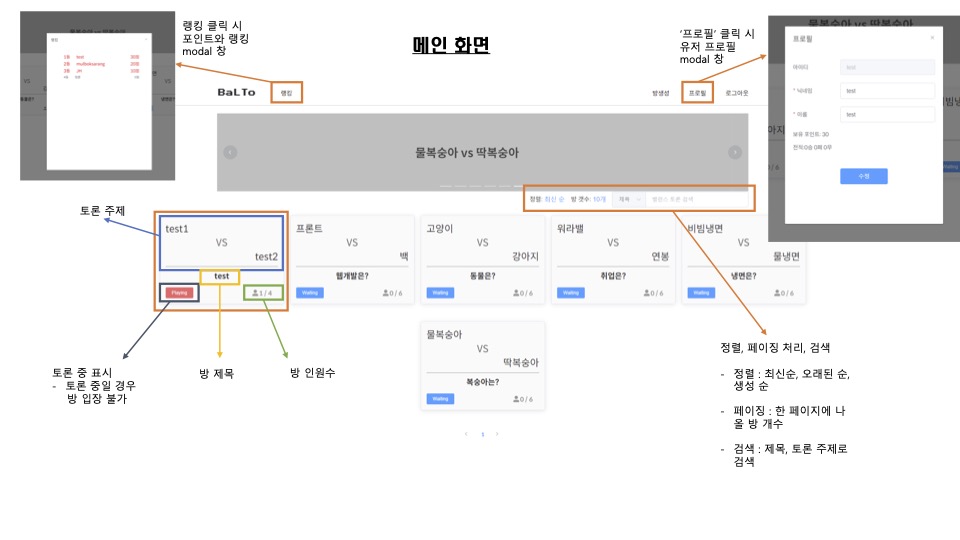 메인 화면
랭킹 클릭 시
포인트와 랭킹
modal 창
‘프로필’ 클릭 시
유저 프로필
modal 창
랭킹
1등 test 30점
2등 multilearning 20점
3등 JH 10점
프로필
×
아이디 test
* 닉네임 test
* 이름 test
보유 포인트: 30
전적 0승 0패 0무
수정
BaLTo 랭킹 방생성 프로필 로그아웃
물복숭아 vs 딱복숭아
정렬: 최신 순 방 갯수: 10개 제목 밸런스 토론 검색
토론 주제
test1
VS
test2
test
Playing 1 / 4
프론트
VS
백
웹개발은?
Waiting 0 / 6
고양이
VS
강아지
동물은?
Waiting 0 / 6
워라밸
VS
연봉
취업은?
Waiting 0 / 6
비빔냉면
VS
물냉면
냉면은?
Waiting 0 / 6
물복숭아
VS
딱복숭아
복숭아는?
Waiting 0 / 6
< 1 >
토론 중 표시
- 토론 중일 경우
방 입장 불가
방 제목
방 인원수
정렬, 페이징 처리, 검색
- 정렬 : 최신순, 오래된 순,
생성 순
- 페이징 : 한 페이지에 나
올 방 개수
- 검색 : 제목, 토론 주제로
검색